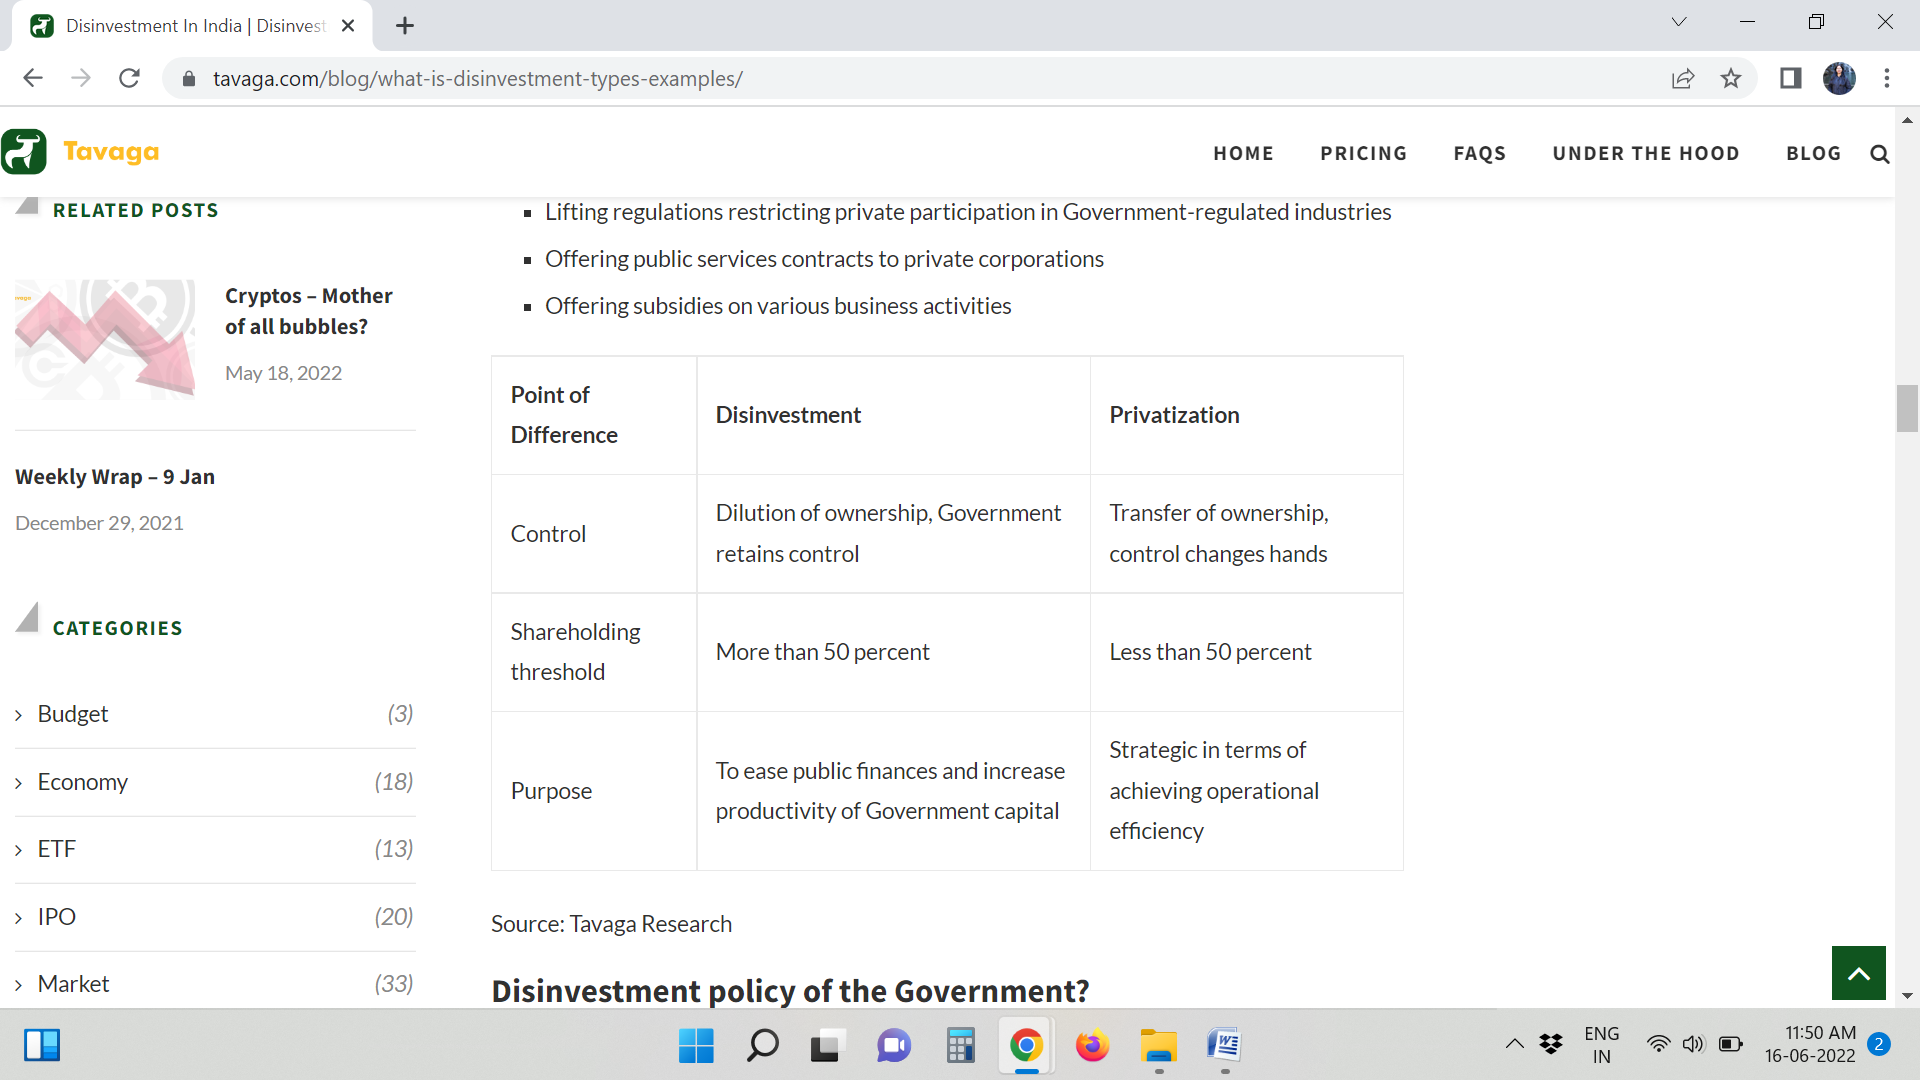 Disinvestment In India | Disinvest
tavaga.com/blog/what-is-disinvestment-types-examples/
Tavaga
HOME
PRICING
FAQS
UNDER THE HOOD
BLOG
RELATED POSTS
Cryptos – Mother
of all bubbles?
May 18, 2022
Weekly Wrap – 9 Jan
December 29, 2021
CATEGORIES
Budget (3)
Economy (18)
ETF (13)
IPO (20)
Market (33)
Lifting regulations restricting private participation in Government-regulated industries
Offering public services contracts to private corporations
Offering subsidies on various business activities
Point of
Difference
Disinvestment
Privatization
Control
Dilution of ownership, Government
retains control
Transfer of ownership,
control changes hands
Shareholding
threshold
More than 50 percent
Less than 50 percent
Purpose
To ease public finances and increase
productivity of Government capital
Strategic in terms of
achieving operational
efficiency
Source: Tavaga Research
Disinvestment policy of the Government?
ENG
IN
11:50 AM
16-06-2022
2